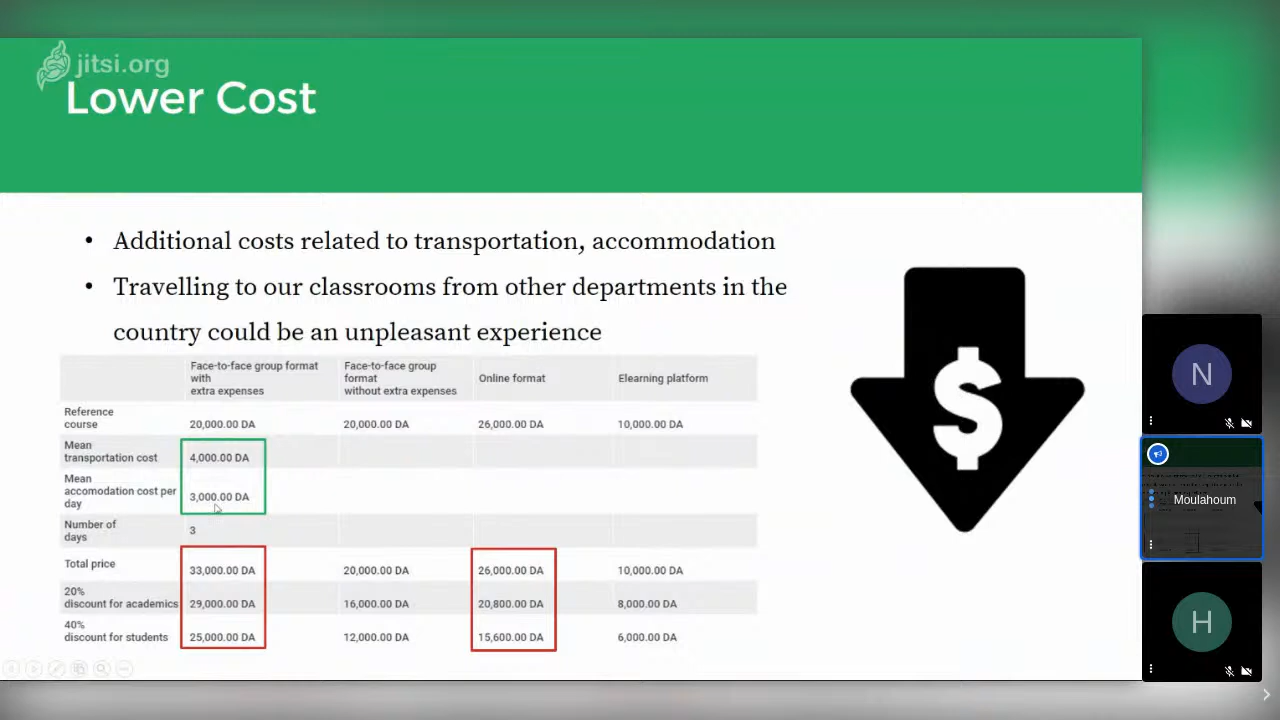 jitsi.org
Lower Cost
• Additional costs related to transportation, accommodation
• Travelling to our classrooms from other departments in the
country could be an unpleasant experience
Face-to-face group format
with
extra expenses
Face-to-face group
format
without extra expenses
Online format
Elearning platform
Reference
course
20,000.00 DA
20,000.00 DA
26,000.00 DA
10,000.00 DA
Mean
transportation cost
4,000.00 DA
Mean
accomodation cost per
day
3,000.00 DA
Number of
days
3
Total price
33,000.00 DA
20,000.00 DA
26,000.00 DA
10,000.00 DA
20%
discount for academics
29,000.00 DA
16,000.00 DA
20,800.00 DA
8,000.00 DA
40%
discount for students
25,000.00 DA
12,000.00 DA
15,600.00 DA
6,000.00 DA
$
N
Moulahoum
H